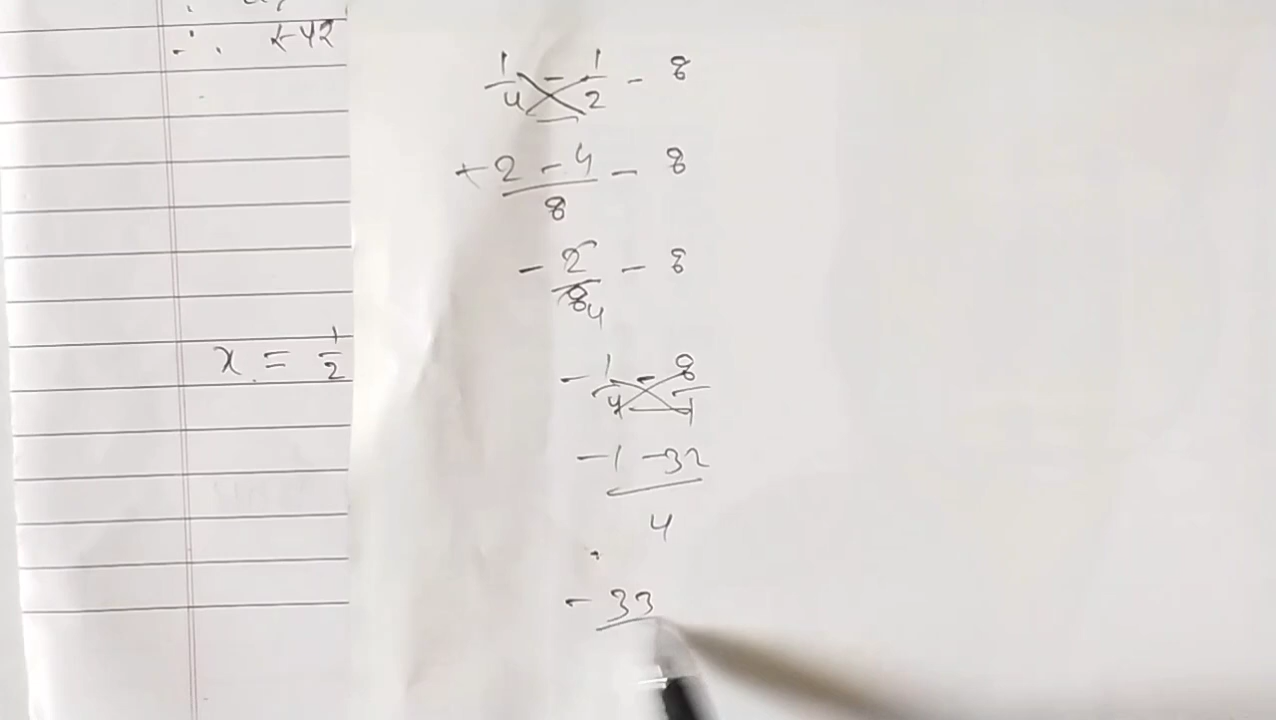 x = 1/2
1/4 - 1/2 - 8
+2 - 4/8 - 8
- 2/8 4 - 8
- 1/4 - 8/1
-1 -32/4
- 33